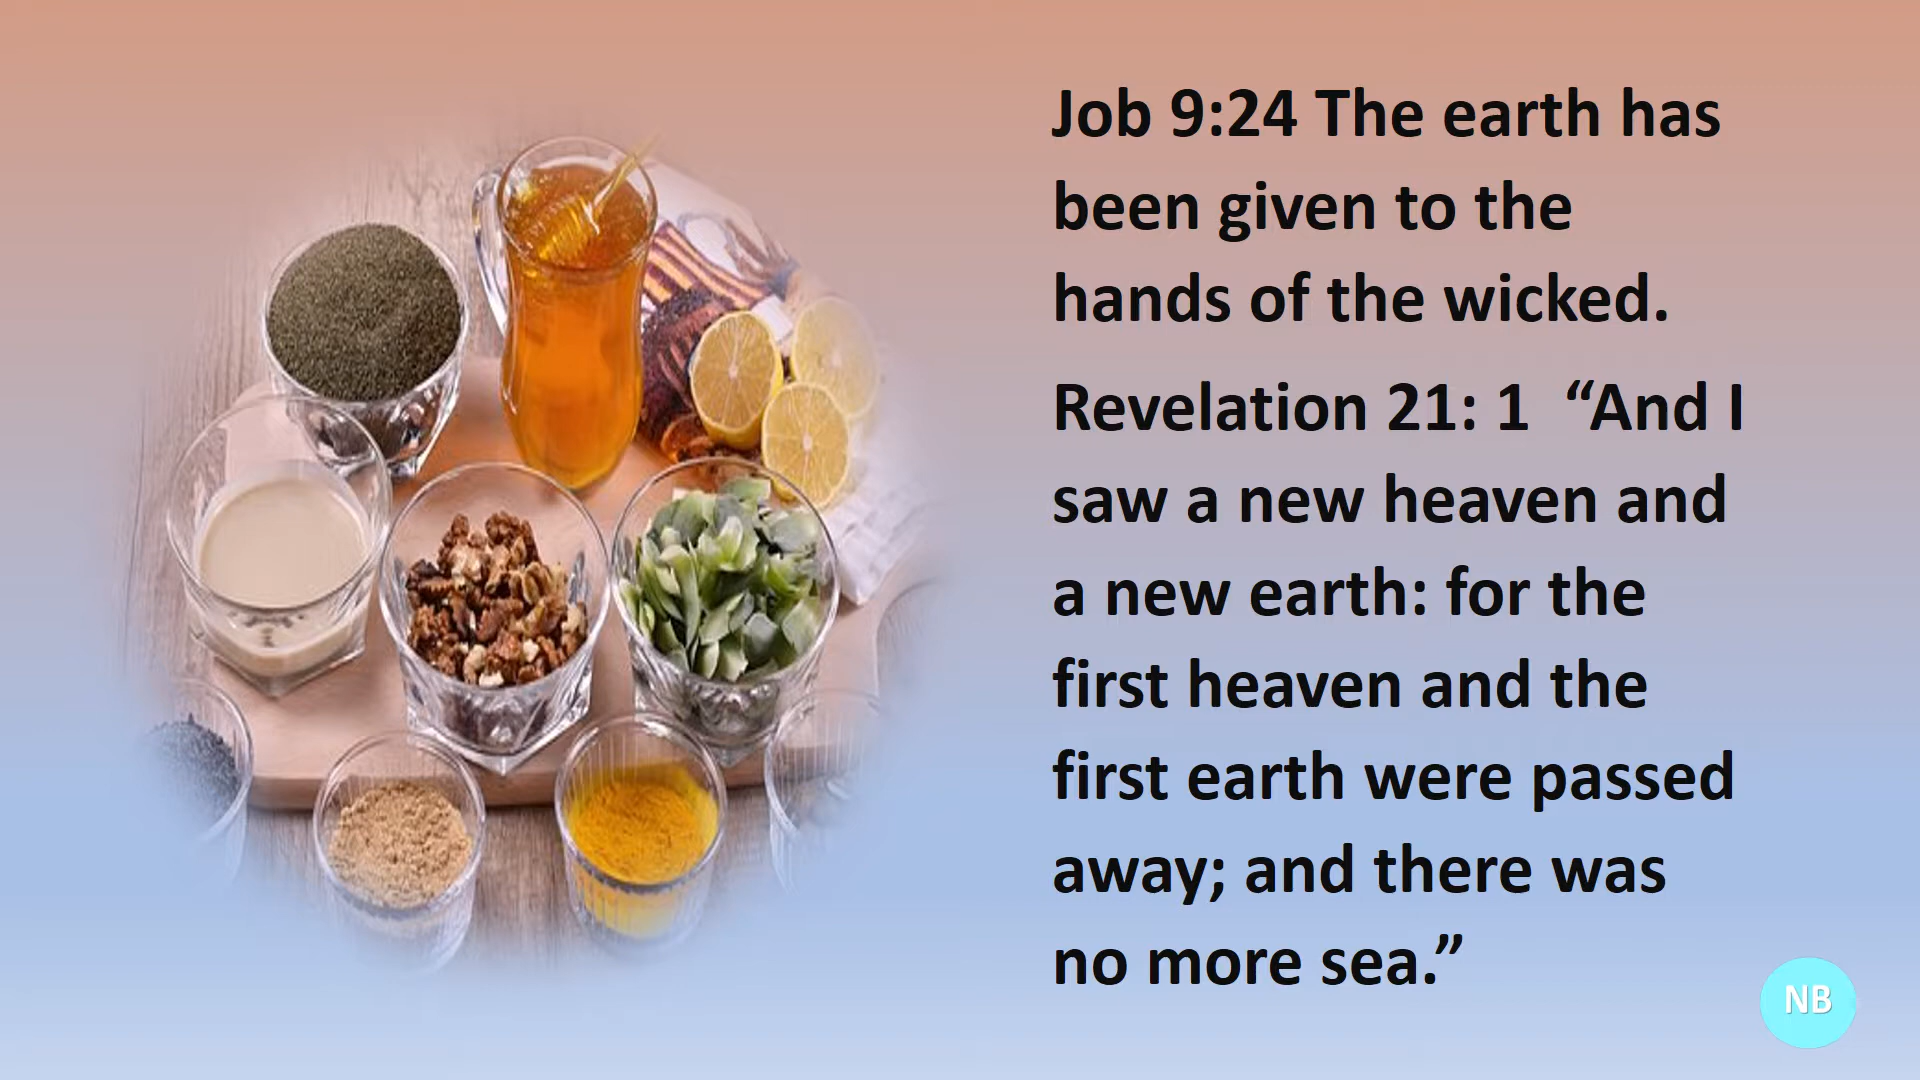 Job 9:24 The earth has
been given to the
hands of the wicked.
Revelation 21: 1  “And I
saw a new heaven and
a new earth: for the
first heaven and the
first earth were passed
away; and there was
no more sea.”
NB